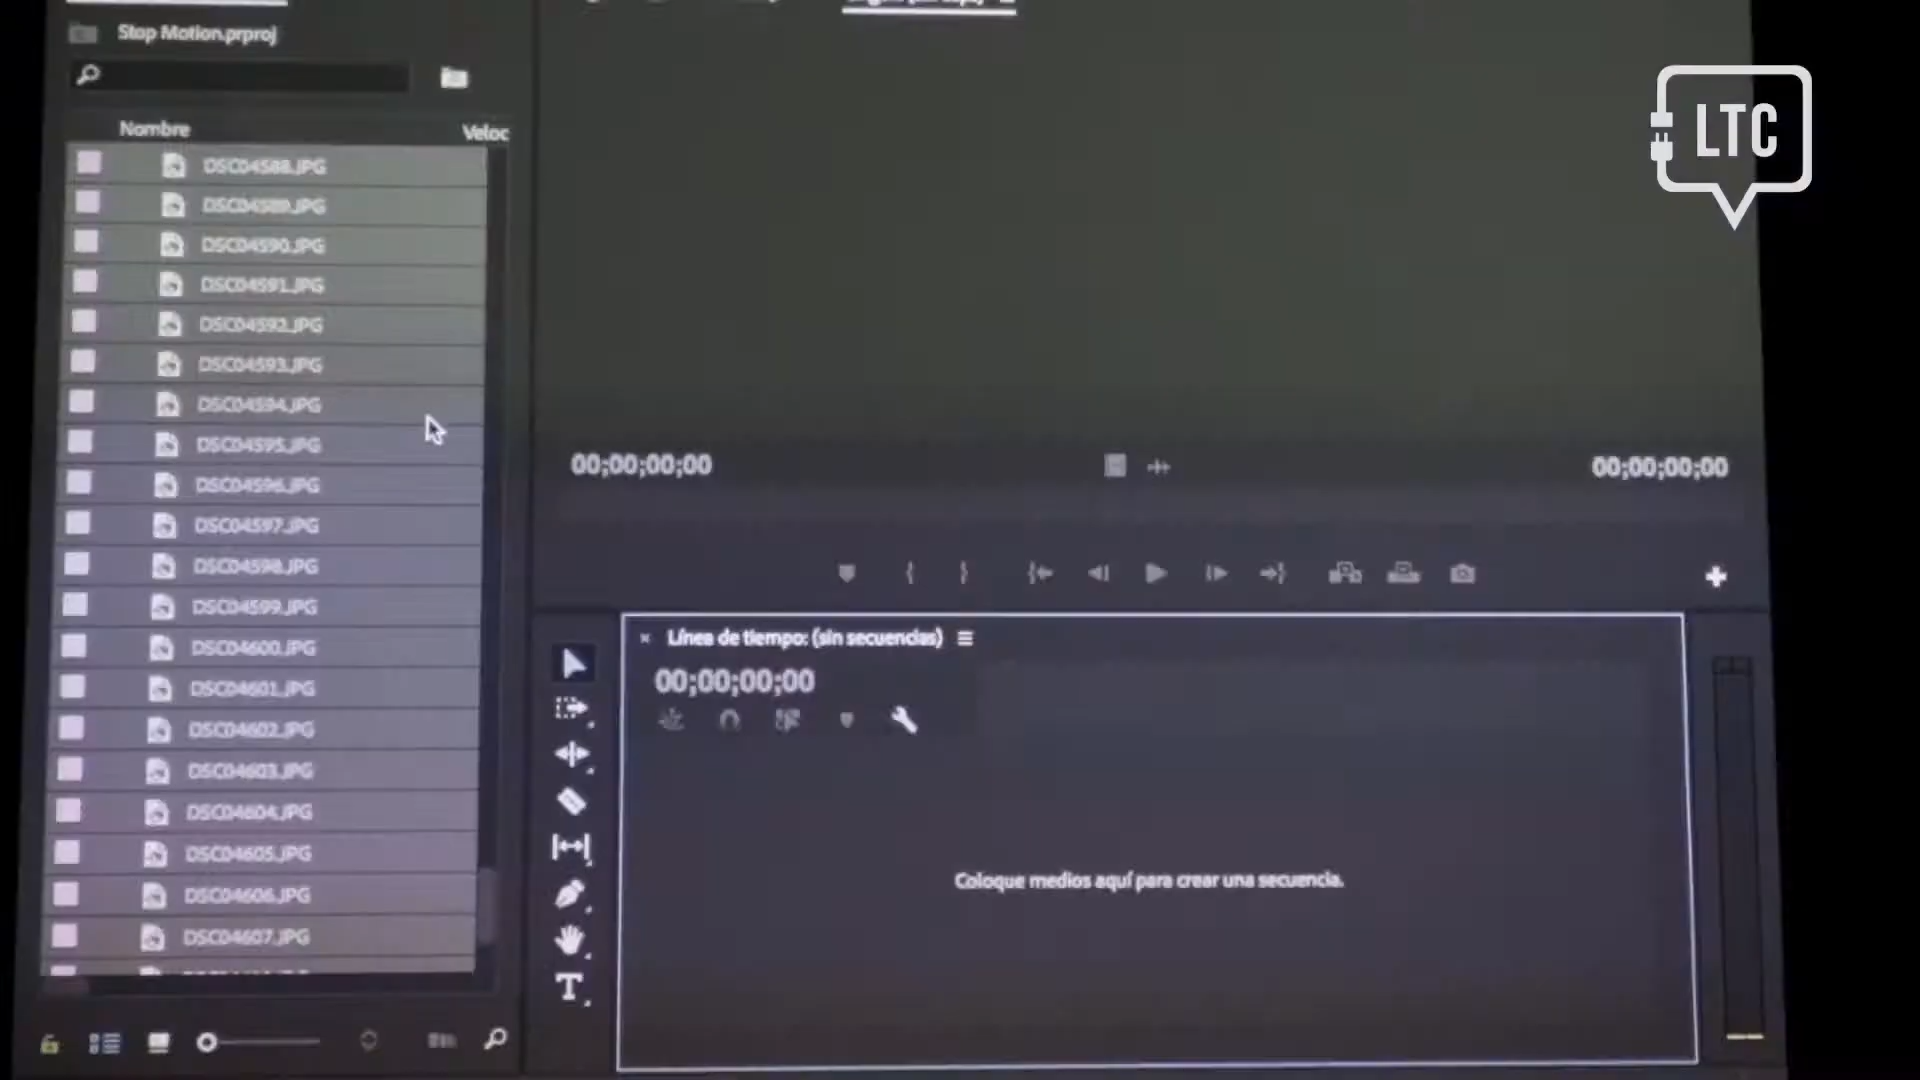 Stop Motion.prproj
LTC
Nombre
Veloc
DSC04588.JPG
DSC04589.JPG
DSC04590.JPG
DSC04591.JPG
DSC04592.JPG
DSC04593.JPG
DSC04594.JPG
DSC04595.JPG
DSC04596.JPG
DSC04597.JPG
DSC04598.JPG
DSC04599.JPG
DSC04600.JPG
DSC04601.JPG
DSC04602.JPG
DSC04603.JPG
DSC04604.JPG
DSC04605.JPG
DSC04606.JPG
DSC04607.JPG
00;00;00;00
00;00;00;00
Línea de tiempo: (sin secuencias)
00;00;00;00
Coloque medios aquí para crear una secuencia.